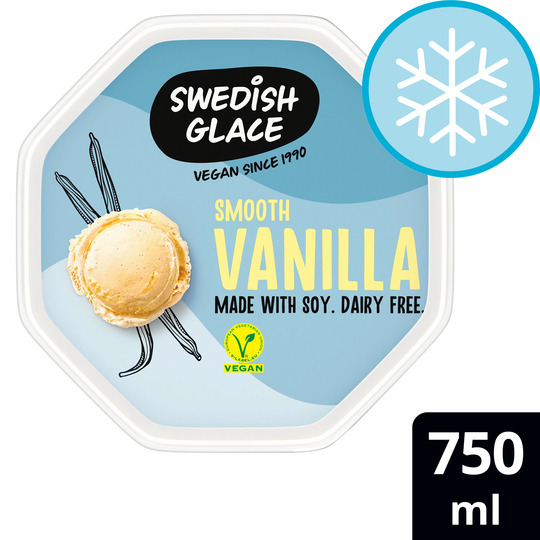 SWEDISH
GLACE
VEGAN SINCE 1990
SMOOTH
VANILLA
MADE WITH SOY. DAIRY FREE.
VEGAN
750
ml